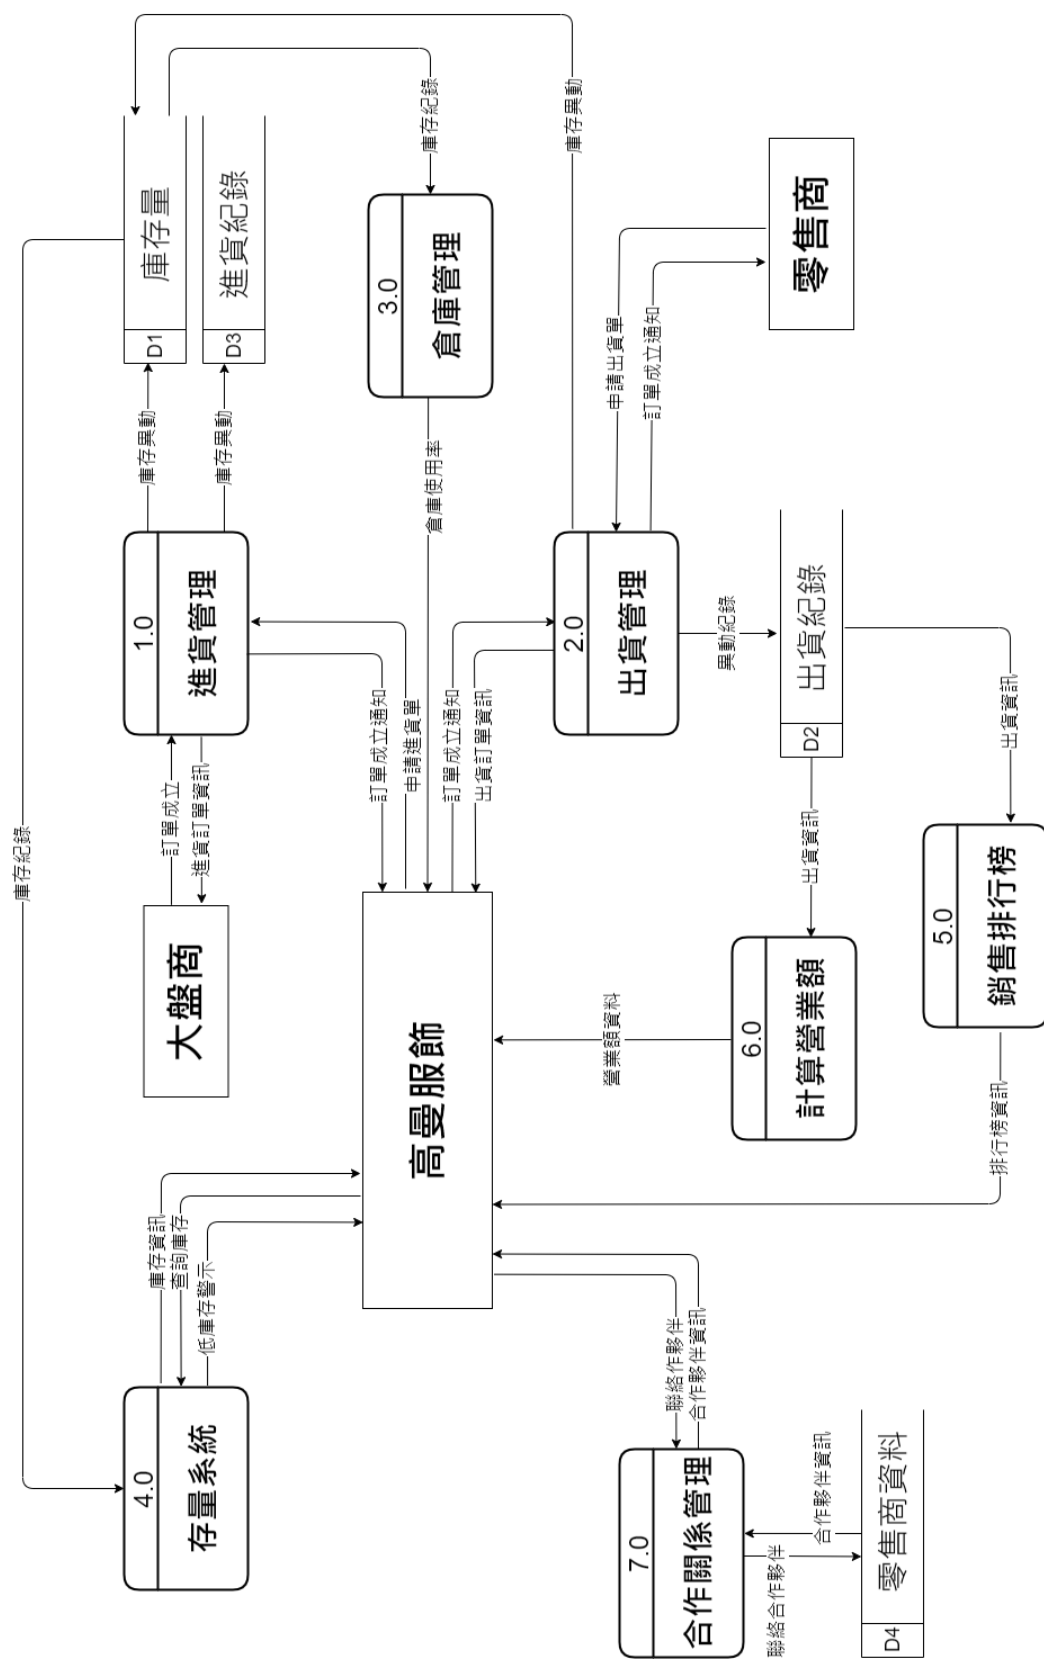 庫存紀錄
4.0
存量系統
庫存資訊
查詢庫存
低庫存警示
大盤商
訂單成立
進貨訂單資訊
1.0
進貨管理
庫存異動
庫存異動
D1
庫存量
D3
進貨紀錄
高曼服飾
訂單成立通知
申請進貨單
倉庫使用率
訂單成立通知
出貨訂單資訊
3.0
倉庫管理
庫存紀錄
2.0
出貨管理
庫存異動
申請出貨單
訂單成立通知
零售商
營業額資料
聯絡作夥伴
合作夥伴資訊
7.0
合作關係管理
聯絡合作夥伴
合作夥伴資訊
D4
零售商資料
6.0
計算營業額
出貨資訊
異動紀錄
D2
出貨紀錄
排行榜資訊
5.0
銷售排行榜
出貨資訊